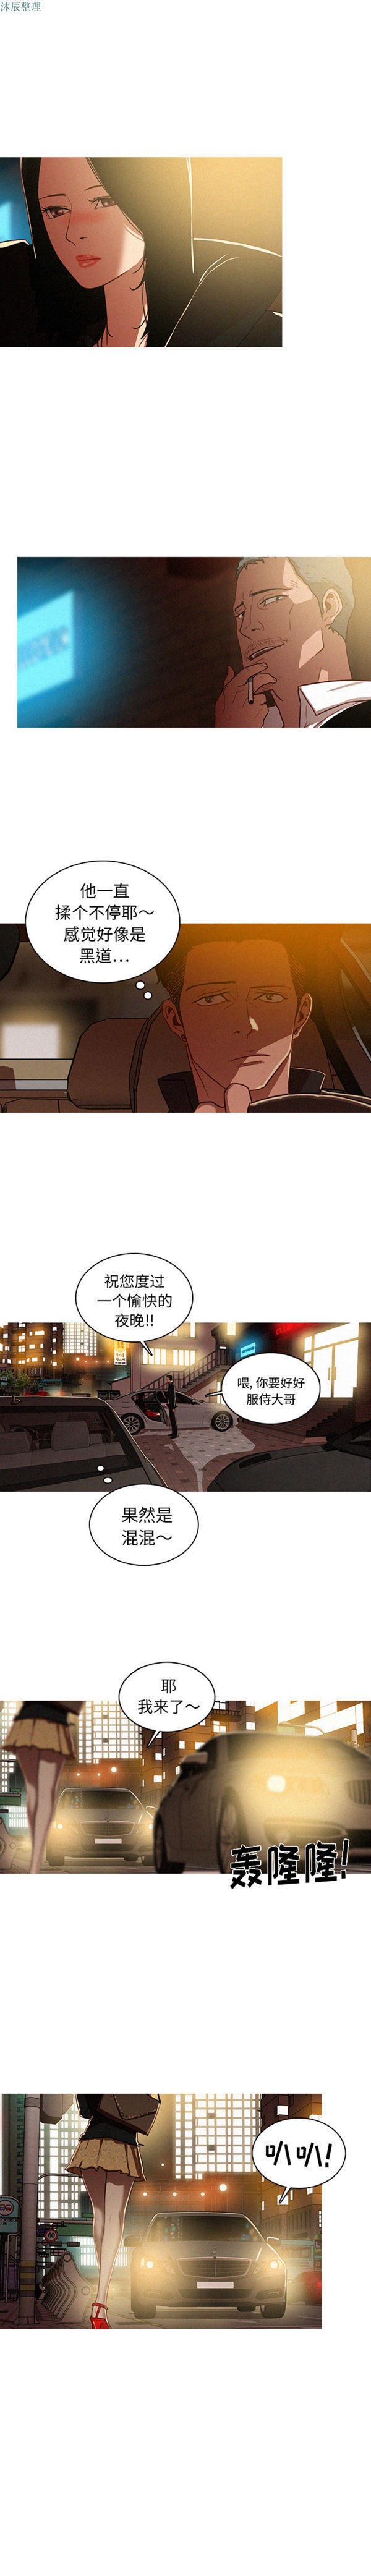 沐辰整理
他一直
揉个不停耶～
感觉好像是
黑道...
祝您度过
一个愉快的
夜晚!!
喂,你要好好
服侍大哥
果然是
混混～
耶
我来了～
轰隆隆!
叭叭!